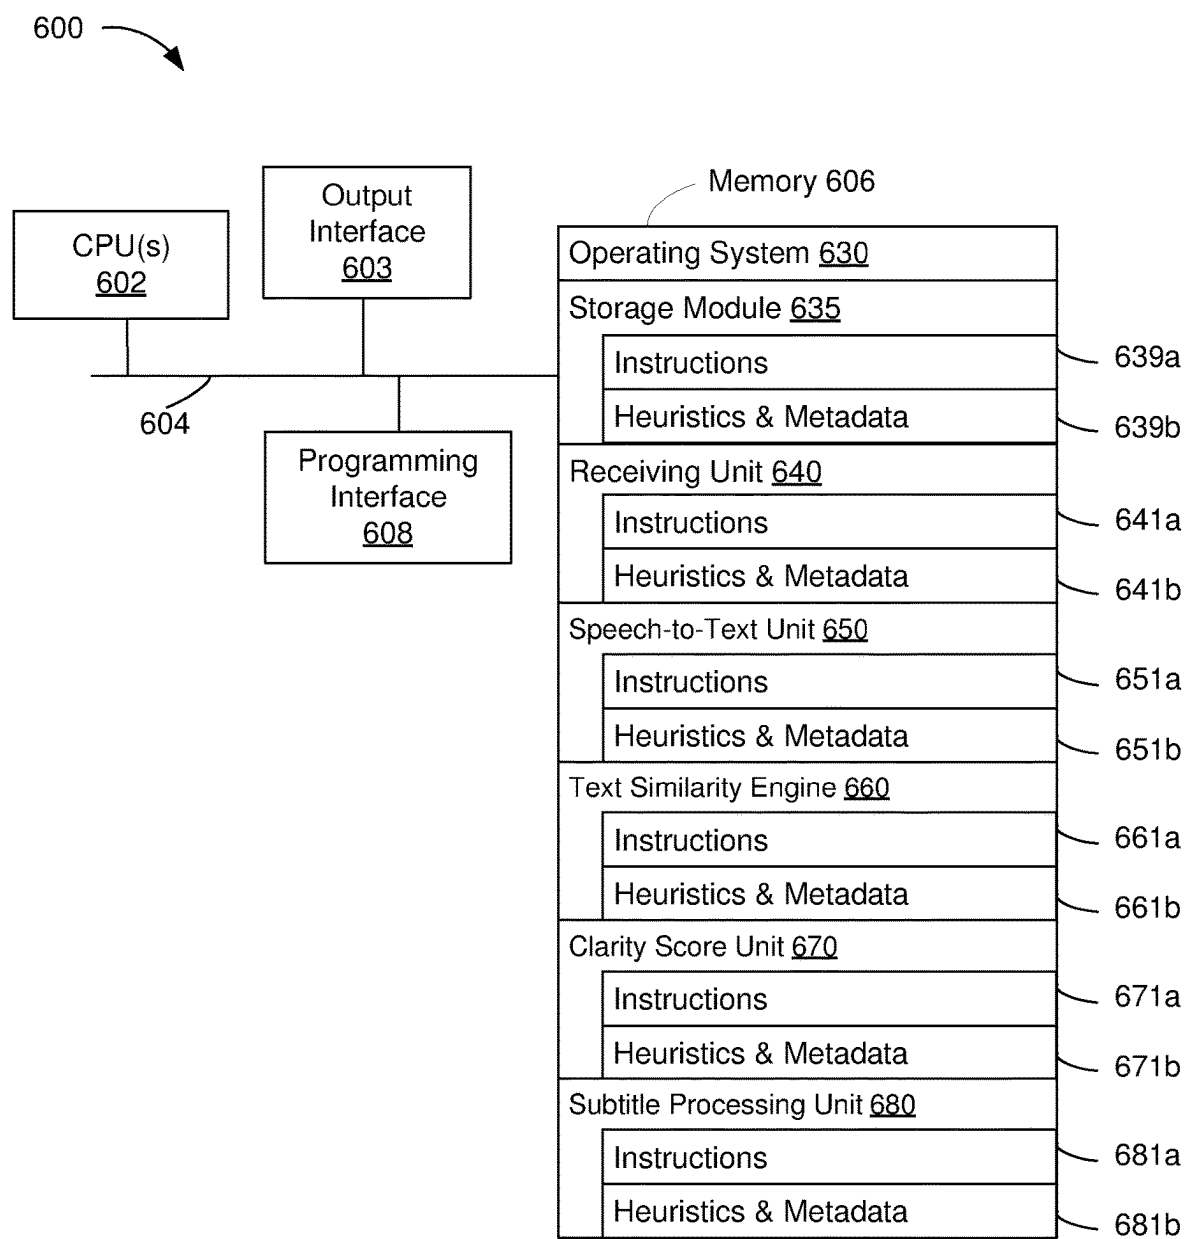 600
Memory 606
Output
Interface
603
CPU(s)
602
604
Programming
Interface
608
Operating System 630
Storage Module 635
Instructions
639a
Heuristics & Metadata
639b
Receiving Unit 640
Instructions
641a
Heuristics & Metadata
641b
Speech-to-Text Unit 650
Instructions
651a
Heuristics & Metadata
651b
Text Similarity Engine 660
Instructions
661a
Heuristics & Metadata
661b
Clarity Score Unit 670
Instructions
671a
Heuristics & Metadata
671b
Subtitle Processing Unit 680
Instructions
681a
Heuristics & Metadata
681b